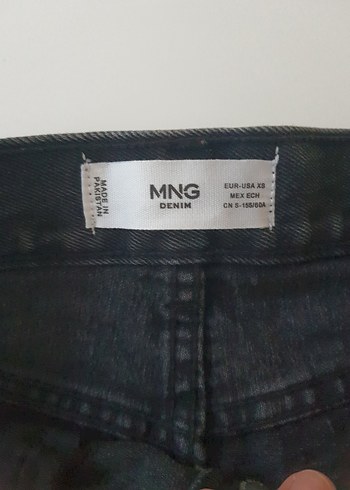 MADE IN
PAKISTAN
MNG
DENIM
EUR-USA XS
MEX ECH
CN S-155/60A